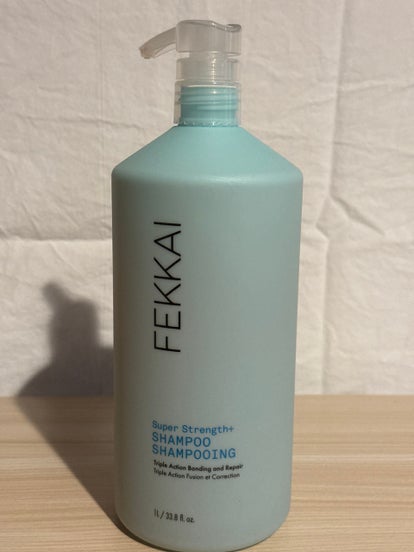 FEKKAI
Super Strength+
SHAMPOO
SHAMPOOING
Triple Action Bonding and Repair
Triple Action Fusion et Correction
1L / 33.8 fl. oz.